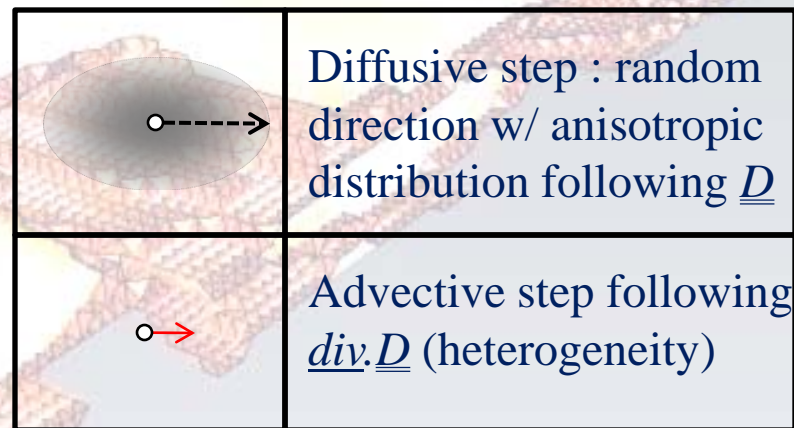 Diffusive step : random
direction w/ anisotropic
distribution following D
Advective step following
div.D (heterogeneity)